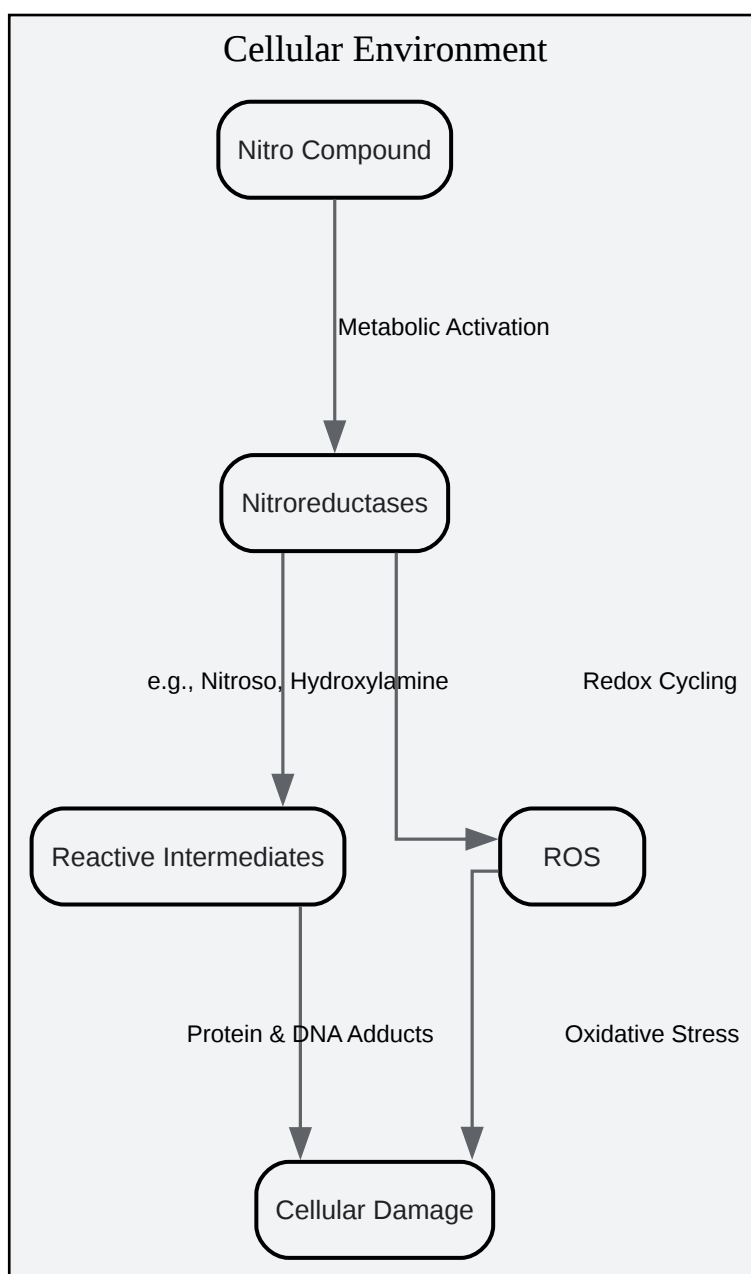 Cellular Environment
Nitro Compound
Metabolic Activation
Nitroreductases
e.g., Nitroso, Hydroxylamine
Redox Cycling
Reactive Intermediates
ROS
Protein & DNA Adducts
Oxidative Stress
Cellular Damage